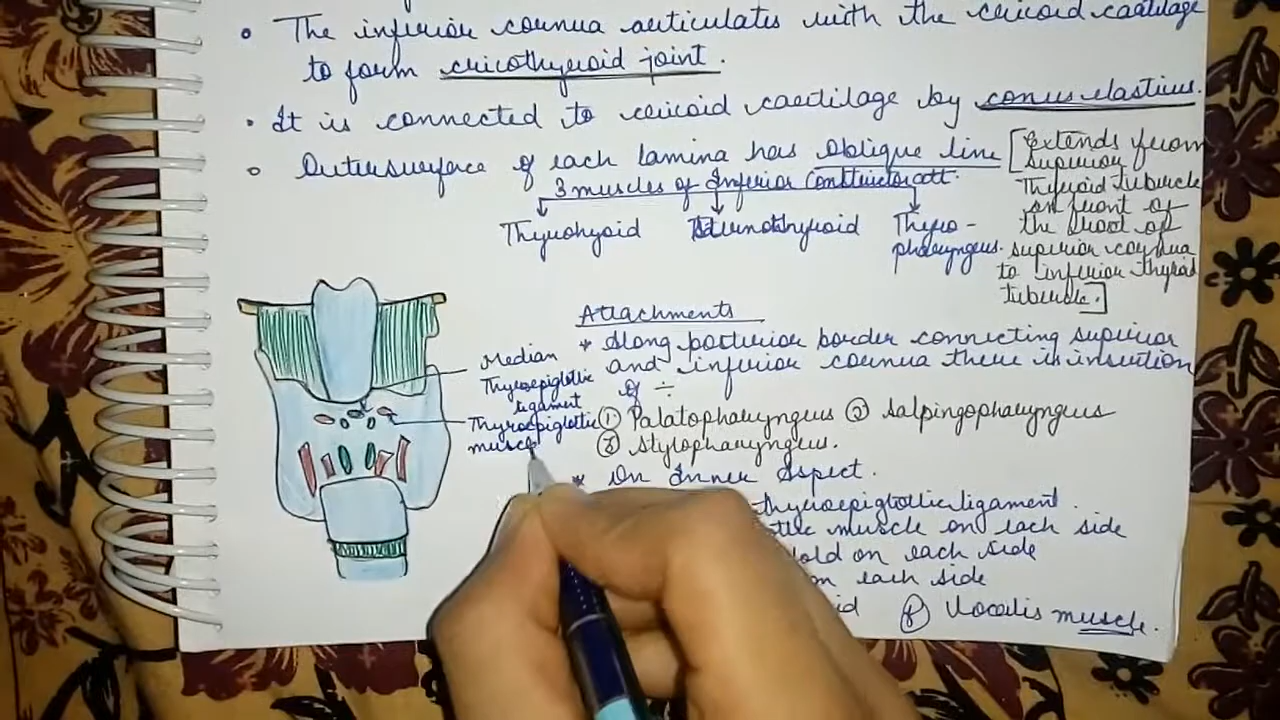 • The inferior cornua articulates with the cricoid cartilage
to form cricothyroid joint.
• It is connected to cricoid cartilage by conus elasticus.
• Outersurface of each lamina has Oblique line
[Extends from
Superior
Thyroid tubercle
in front of
the root of
superior cornua
to inferior thyroid
tubercle.]
3 muscles of Inferior Constrictor att.
Thyrohyoid Sternothyroid Thyro-
pharyngeus.
Attachments
* Along posterior border connecting superior
and inferior cornua there is insertion
of ÷
① Palatopharyngeus ② Salpingopharyngeus
③ Stylopharyngeus.
* On Inner Aspect.
thyroepiglottic ligament.
ttic muscle on each side
fold on each side
on each side
id (f) Vocalis muscle.
Median
Thyroepiglottic
ligament
Thyroepiglottic
muscle